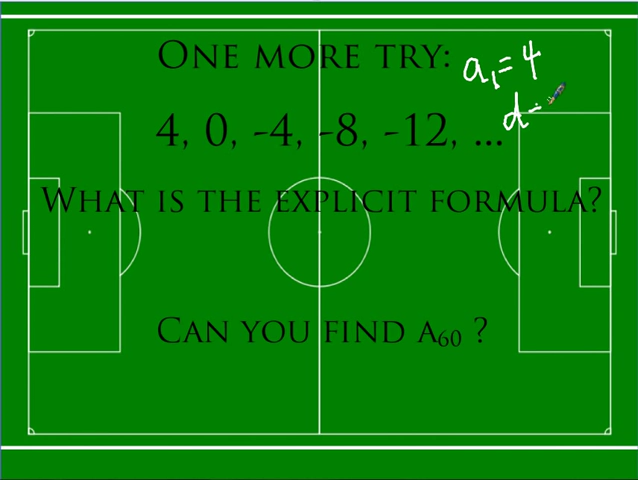 One more try:
a₁ = 4
d =
4, 0, -4, -8, -12, ...
What is the explicit formula?
Can you find a₆₀ ?